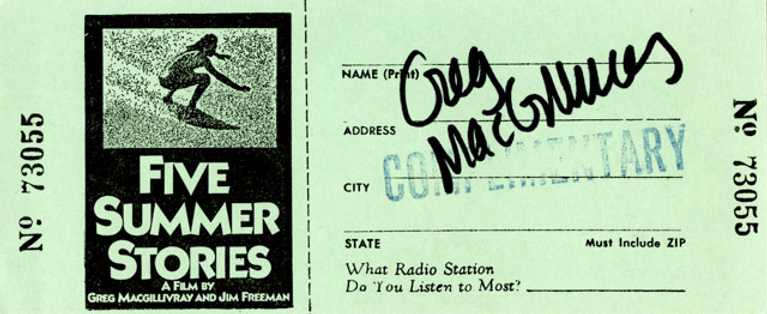 Nº 73055
FIVE
SUMMER
STORIES
A FILM BY
GREG MACGILLIVRAY AND JIM FREEMAN
NAME (Print)
Greg
MacGillivray
ADDRESS
COMPLIMENTARY
CITY
STATE
Must Include ZIP
What Radio Station
Do You Listen to Most?
Nº 73055